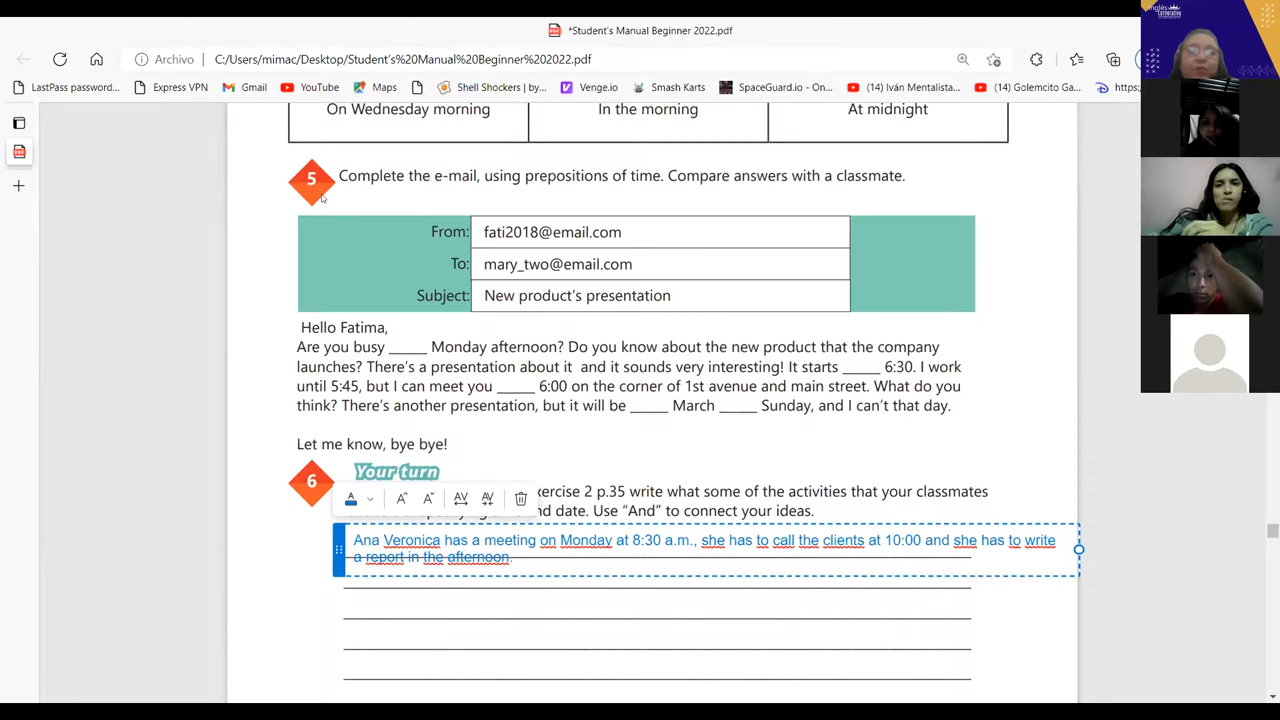 *Student's Manual Beginner 2022.pdf
Archivo
C:/Users/mimac/Desktop/Student's%20Manual%20Beginner%202022.pdf
LastPass password...
Express VPN
Gmail
YouTube
Maps
Shell Shockers | by...
Venge.io
Smash Karts
SpaceGuard.io - On...
(14) Iván Mentalista...
(14) Golemcito Ga...
https:
Inglés
corporativo
On Wednesday morning
In the morning
At midnight
5
Complete the e-mail, using prepositions of time. Compare answers with a classmate.
From:
fati2018@email.com
To:
mary_two@email.com
Subject:
New product's presentation
Hello Fatima,
Are you busy _____ Monday afternoon? Do you know about the new product that the company
launches? There's a presentation about it and it sounds very interesting! It starts _____ 6:30. I work
until 5:45, but I can meet you _____ 6:00 on the corner of 1st avenue and main street. What do you
think? There's another presentation, but it will be _____ March _____ Sunday, and I can't that day.
Let me know, bye bye!
6
Your turn
exercise 2 p.35 write what some of the activities that your classmates
nd date. Use "And" to connect your ideas.
Ana Veronica has a meeting on Monday at 8:30 a.m., she has to call the clients at 10:00 and she has to write
a report in the afternoon.